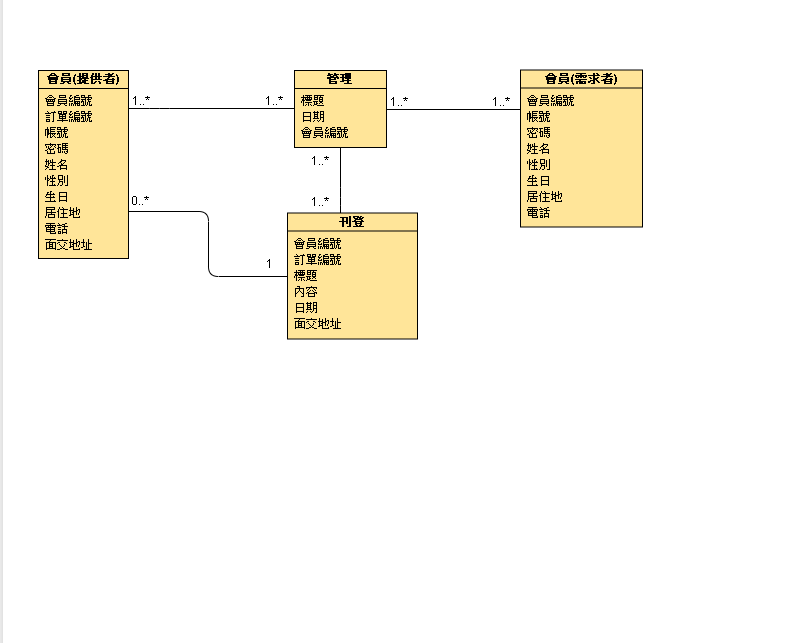 會員(提供者)
會員編號
訂單編號
帳號
密碼
姓名
性別
生日
居住地
電話
面交地址
1..*
1..*
管理
標題
日期
會員編號
1..*
1..*
會員(需求者)
會員編號
帳號
密碼
姓名
性別
生日
居住地
電話
1..*
1..*
0..*
1
刊登
會員編號
訂單編號
標題
內容
日期
面交地址